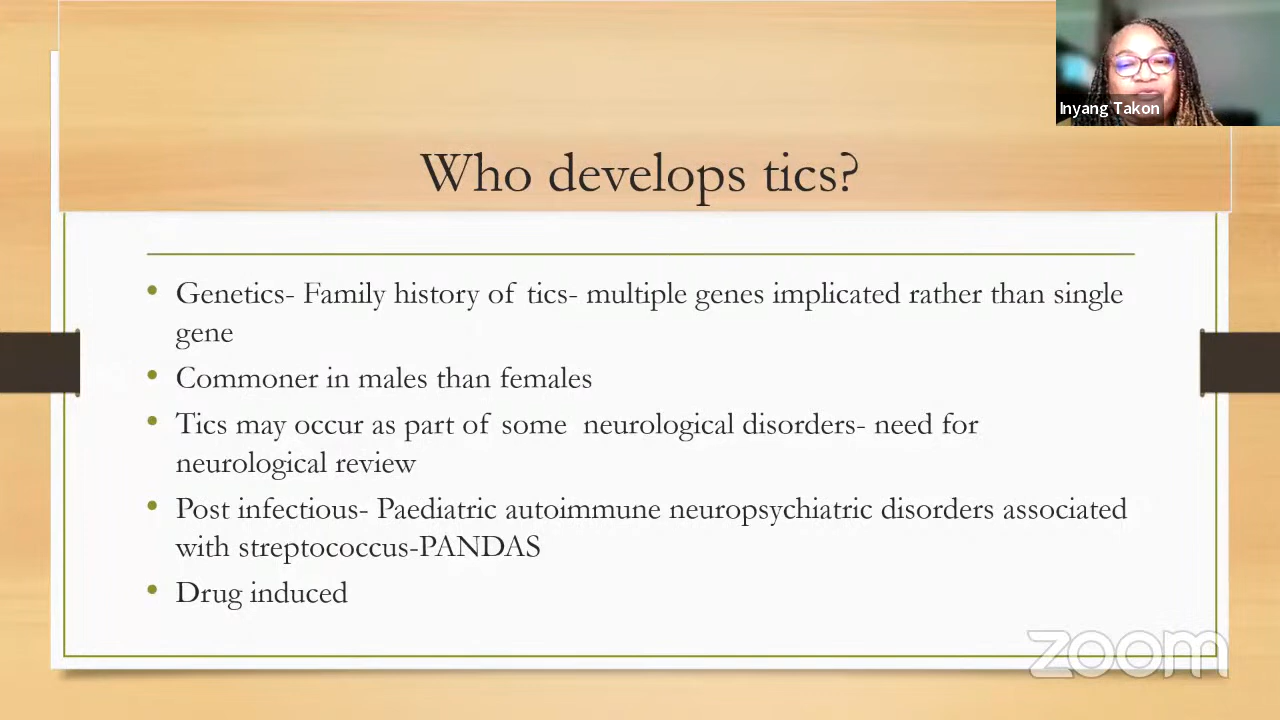 Inyang Takon
Who develops tics?
• Genetics- Family history of tics- multiple genes implicated rather than single
gene
• Commoner in males than females
• Tics may occur as part of some neurological disorders- need for
neurological review
• Post infectious- Paediatric autoimmune neuropsychiatric disorders associated
with streptococcus-PANDAS
• Drug induced
zoom